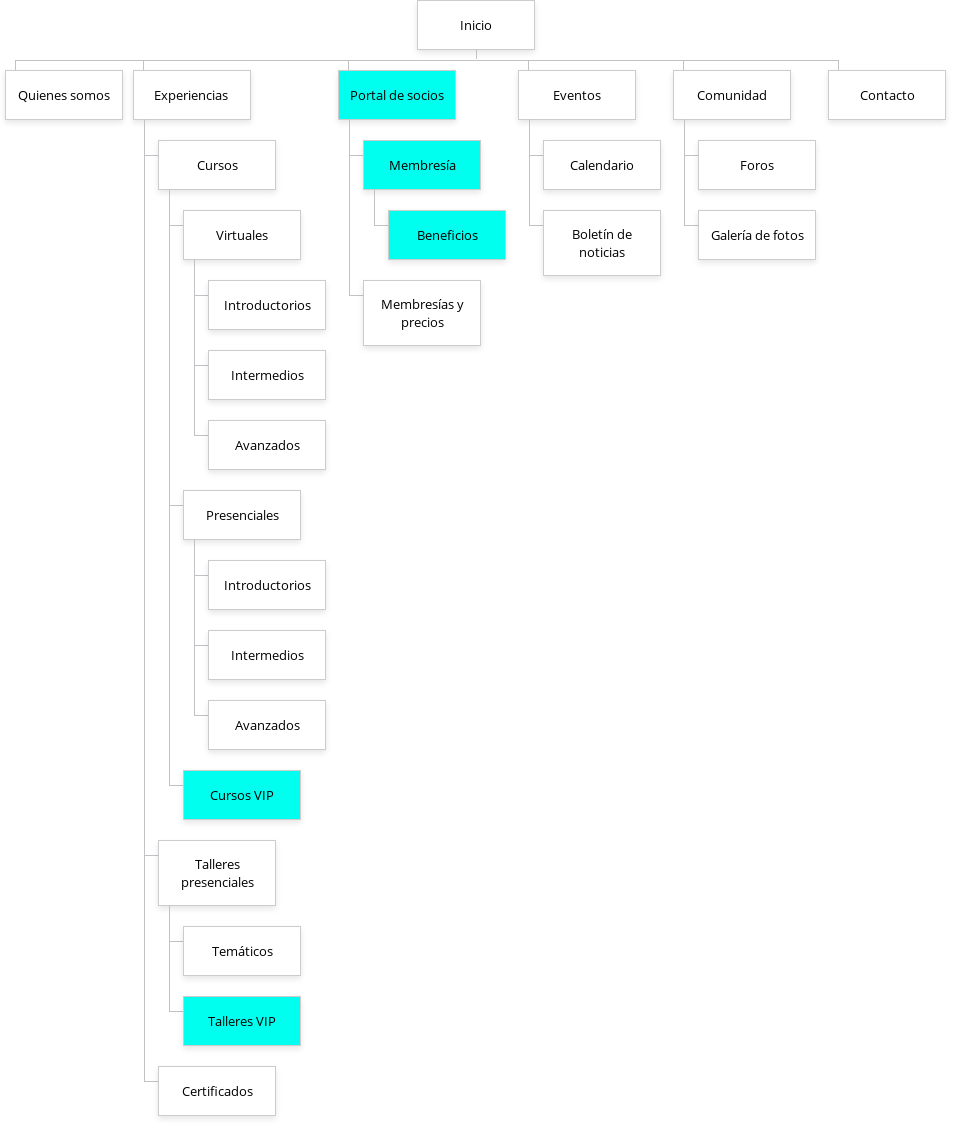 Inicio
Quienes somos
Experiencias
Portal de socios
Eventos
Comunidad
Contacto
Cursos
Membresía
Calendario
Foros
Virtuales
Beneficios
Boletín de
noticias
Galería de fotos
Introductorios
Membresías y
precios
Intermedios
Avanzados
Presenciales
Introductorios
Intermedios
Avanzados
Cursos VIP
Talleres
presenciales
Temáticos
Talleres VIP
Certificados